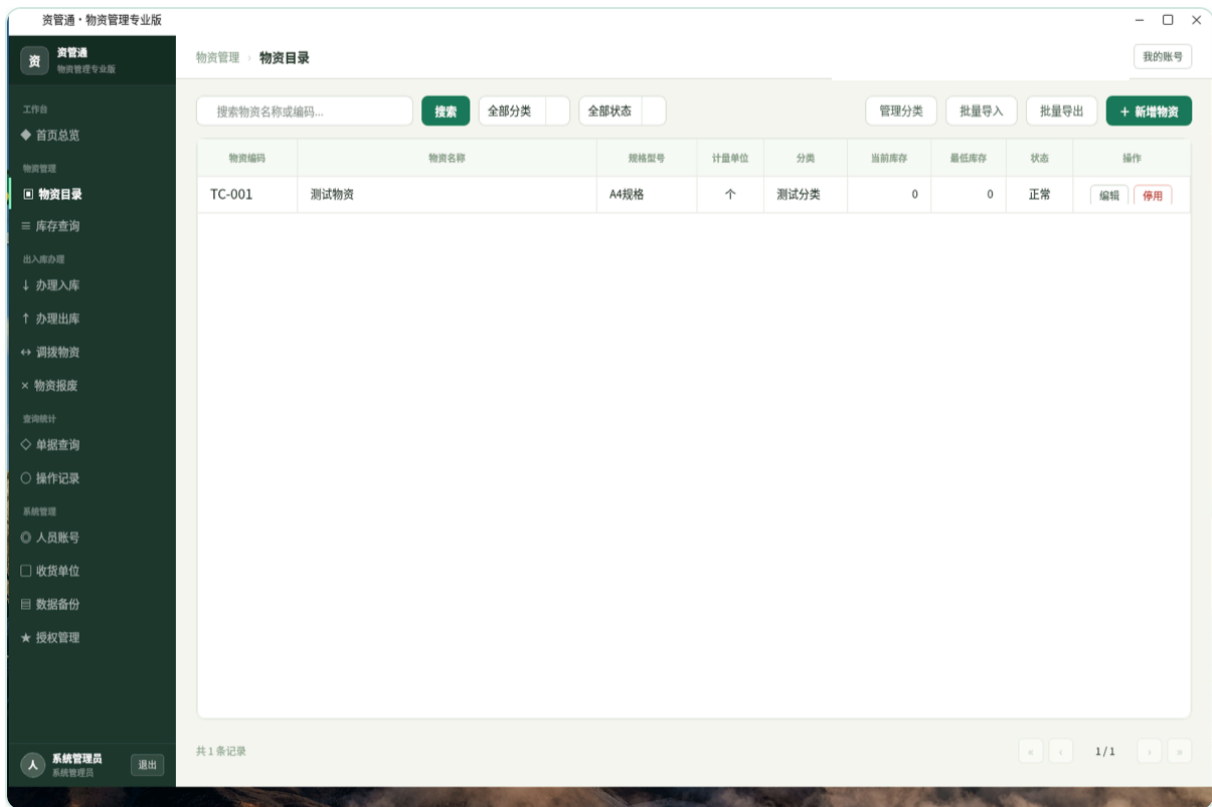 资管通·物资管理专业版
资 资管通
物资管理专业版
工作台
首页总览
物资管理
物资目录
库存查询
出入库办理
↓ 办理入库
↑ 办理出库
↔ 调拨物资
× 物资报废
查询统计
单据查询
操作记录
系统管理
人员账号
收货单位
数据备份
★ 授权管理
人 系统管理员
系统管理员
退出
物资管理 › 物资目录
我的账号
搜索物资名称或编码... 搜索 全部分类 全部状态 管理分类 批量导入 批量导出 + 新增物资
物资编码 物资名称 规格型号 计量单位 分类 当前库存 最低库存 状态 操作
TC-001 测试物资 A4规格 个 测试分类 0 0 正常 编辑 停用
共 1 条记录
« ‹ 1 / 1 › »